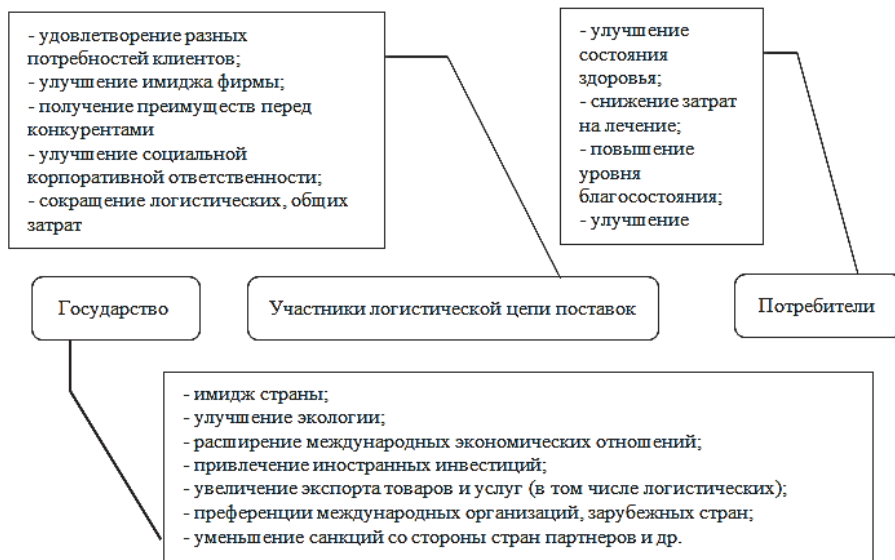 - удовлетворение разных
потребностей клиентов;
- улучшение имиджа фирмы;
- получение преимуществ перед
конкурентами
- улучшение социальной
корпоративной ответственности;
- сокращение логистических, общих
затрат
- улучшение
состояния
здоровья;
- снижение затрат
на лечение;
- повышение
уровня
благосостояния;
- улучшение
Государство
Участники логистической цепи поставок
Потребители
- имидж страны;
- улучшение экологии;
- расширение международных экономических отношений;
- привлечение иностранных инвестиций;
- увеличение экспорта товаров и услуг (в том числе логистических);
- преференции международных организаций, зарубежных стран;
- уменьшение санкций со стороны стран партнеров и др.